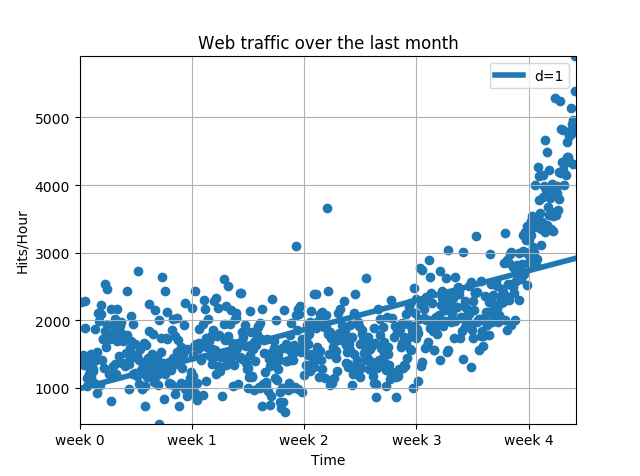 Web traffic over the last month
d=1
Hits/Hour
5000
4000
3000
2000
1000
week 0 week 1 week 2 week 3 week 4
Time